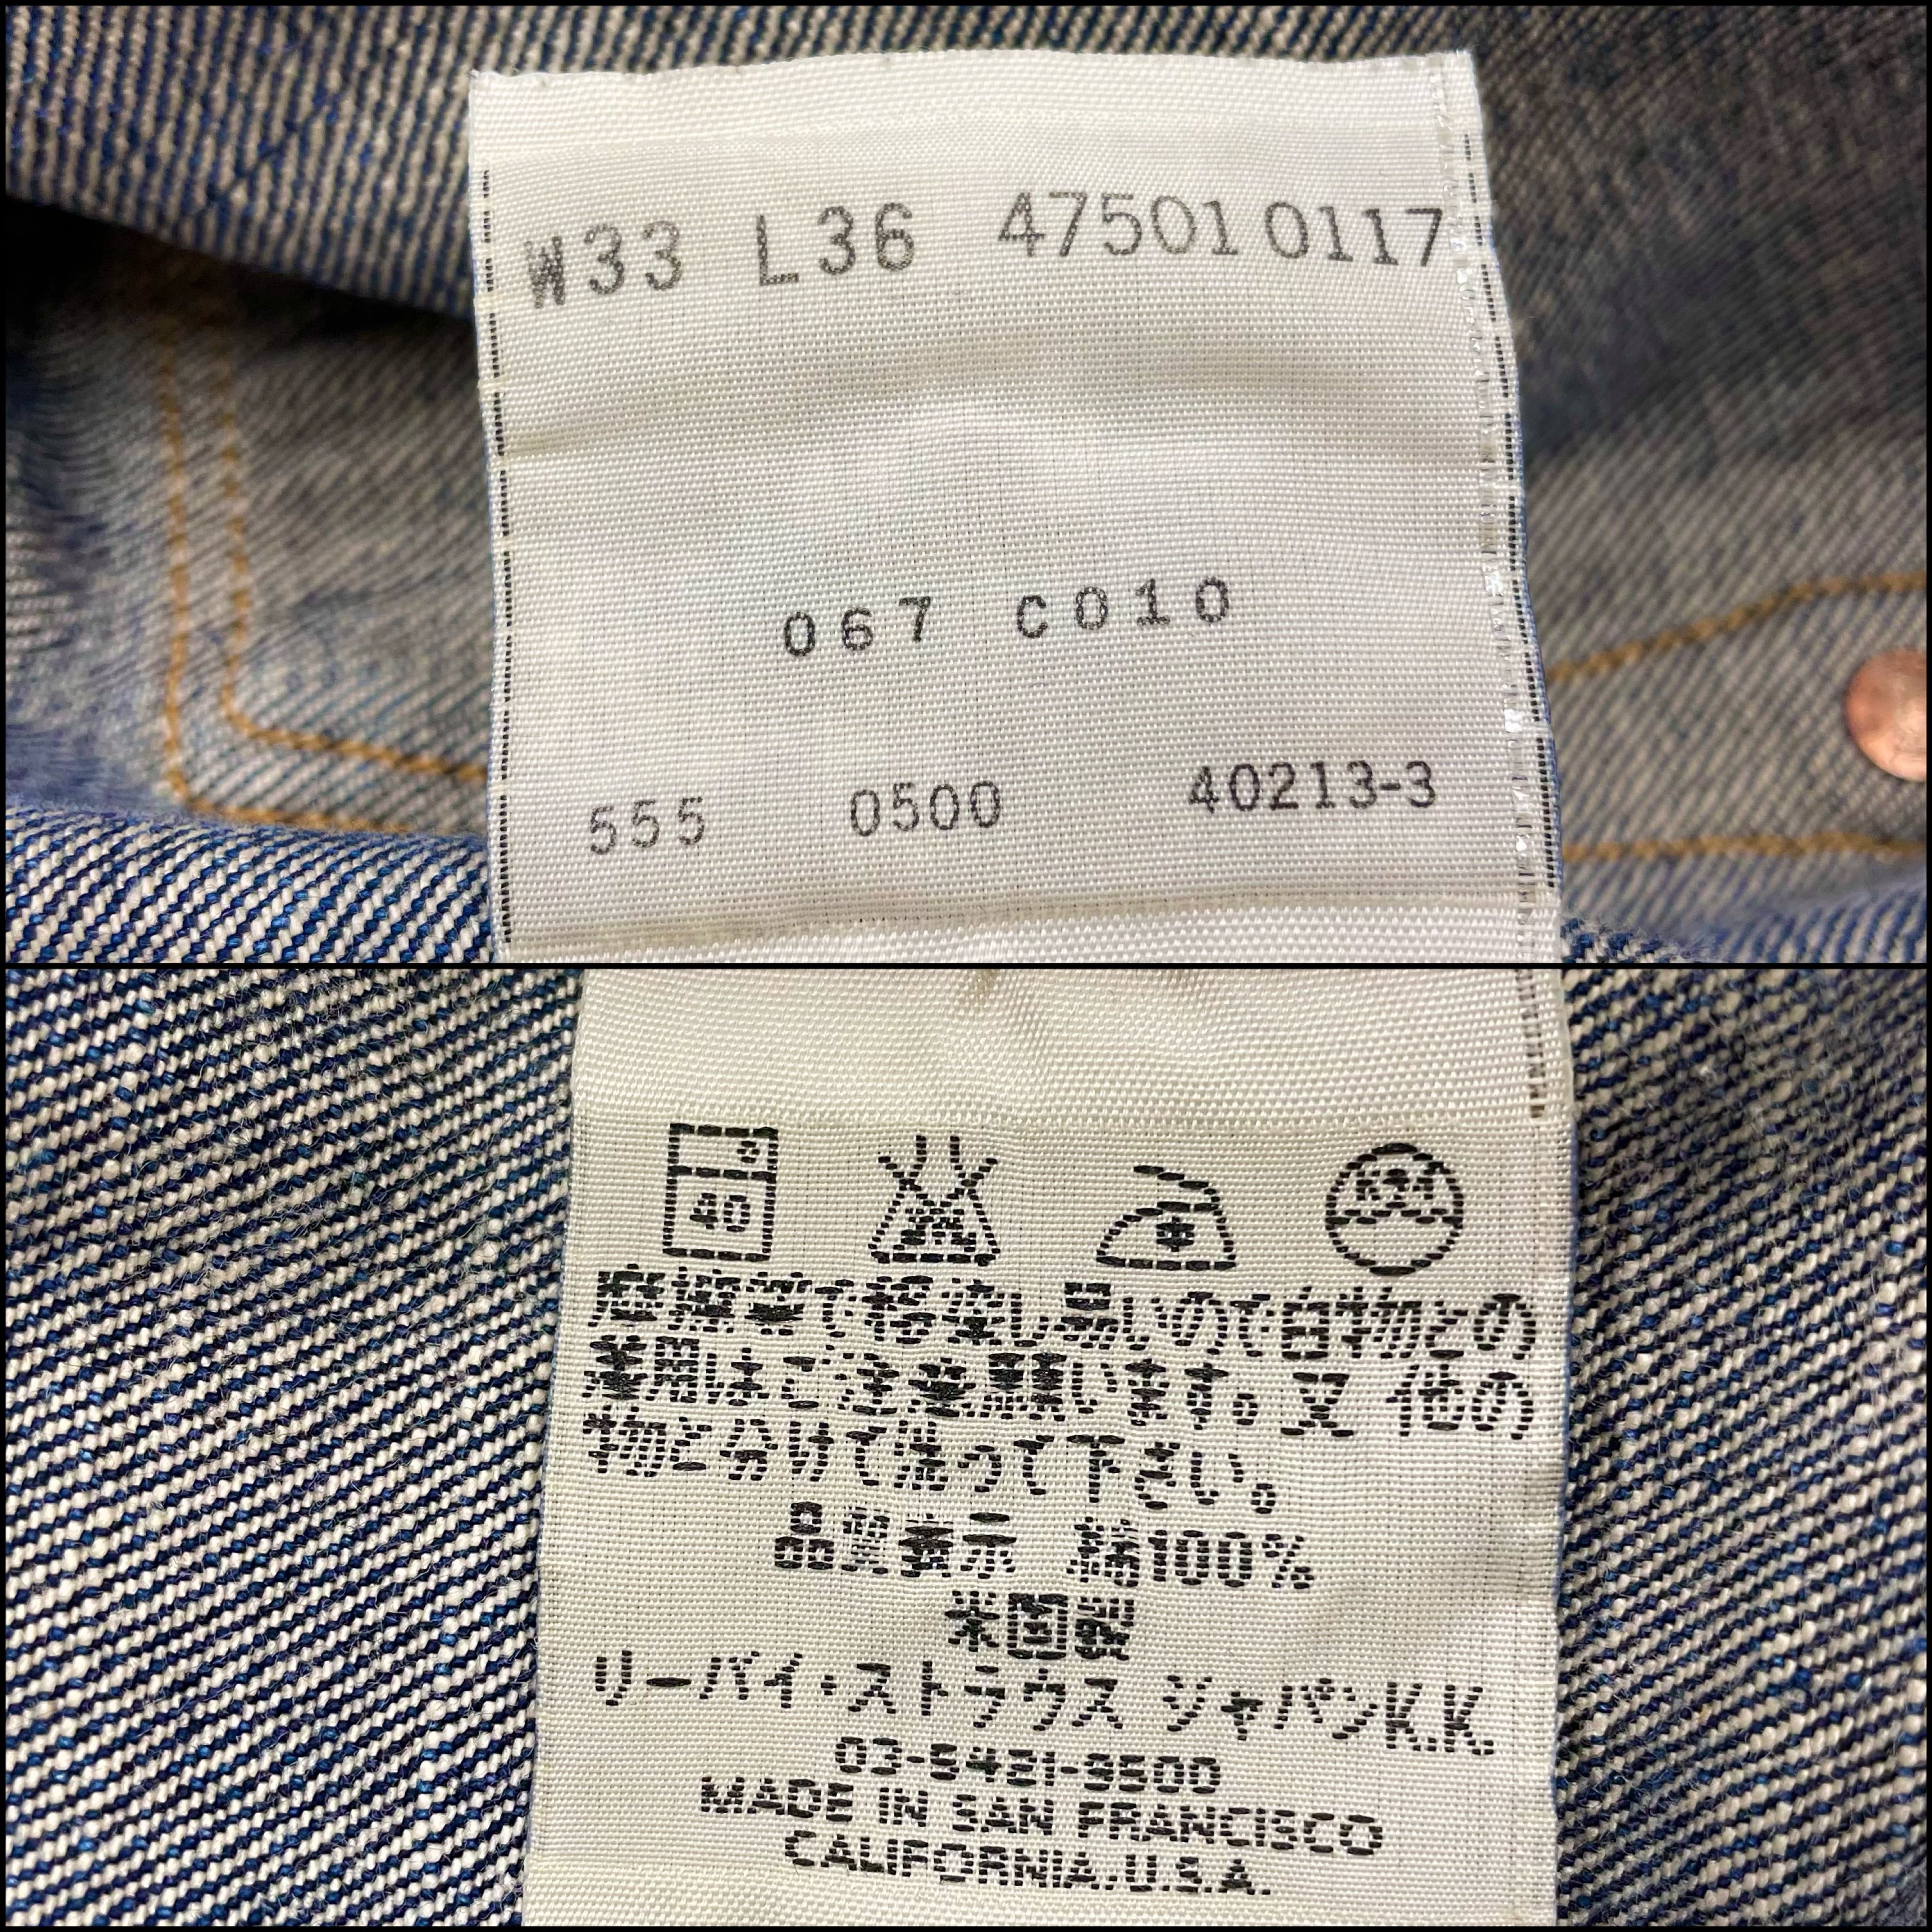 W33 L36 47501 0117
067 C010
555 0500 40213-3
40
摩擦等で移染し易いので白物との
着用はご注意願います。又 他の
物と分けて洗って下さい。
品質表示 綿100%
米国製
リーバイ・ストラウス ジャパンK.K.
03-5421-9500
MADE IN SAN FRANCISCO
CALIFORNIA.U.S.A.